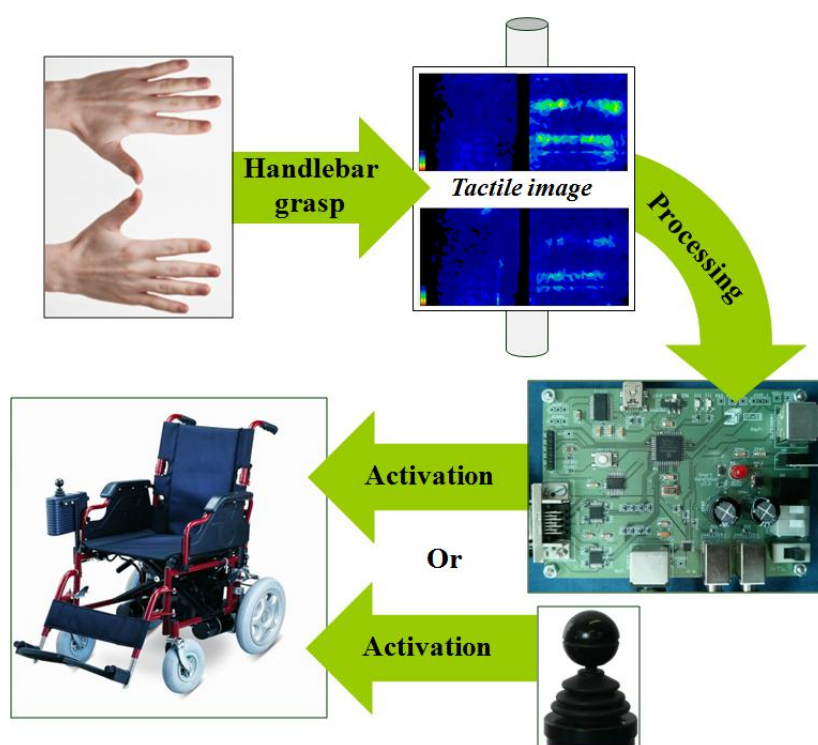 Handlebar
grasp
Tactile image
Processing
Activation
Or
Activation